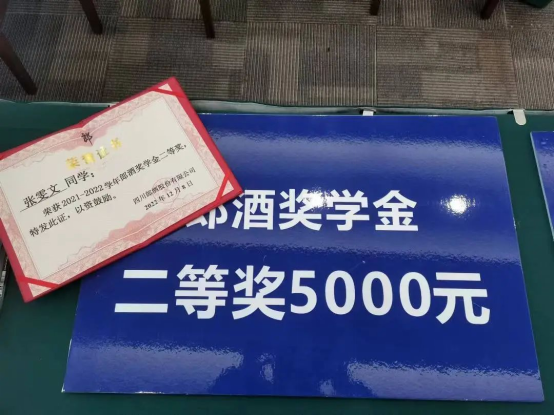 郎
荣誉证书
张雯文 同学：
荣获2021-2022学年郎酒奖学金二等奖，
特发此证，以资鼓励。
四川郎酒股份有限公司
2022年12月8日
郎酒奖学金
二等奖5000元